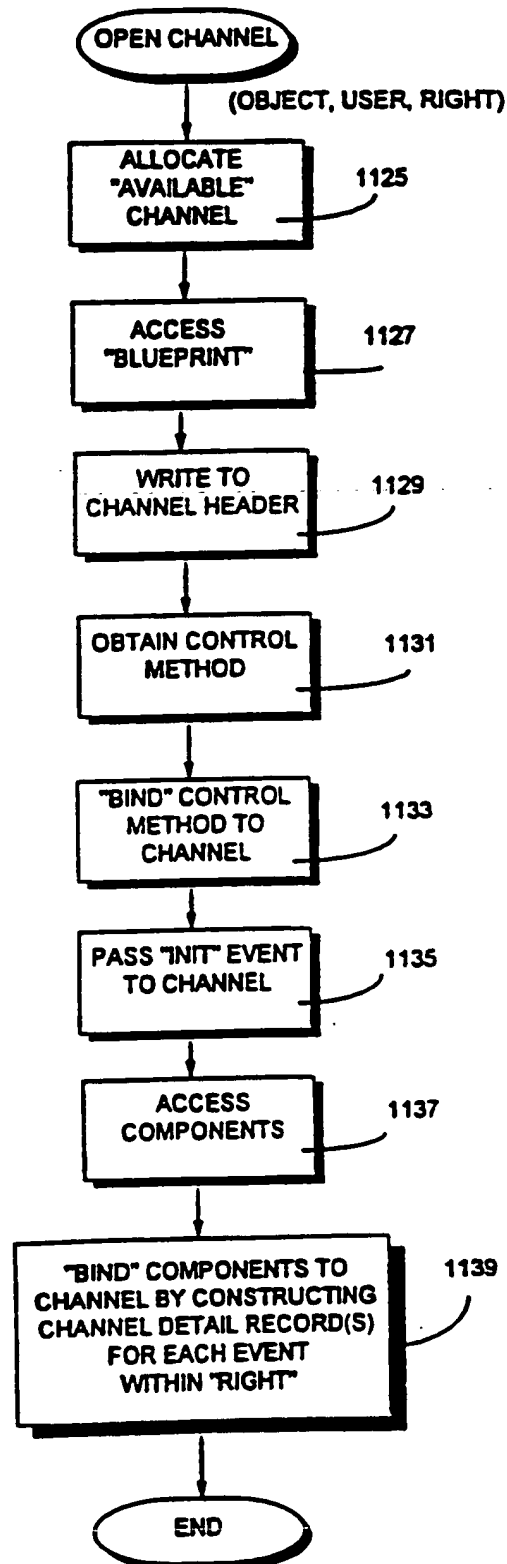 OPEN CHANNEL
(OBJECT, USER, RIGHT)
ALLOCATE
"AVAILABLE"
CHANNEL
1125
ACCESS
"BLUEPRINT"
1127
WRITE TO
CHANNEL HEADER
1129
OBTAIN CONTROL
METHOD
1131
"BIND" CONTROL
METHOD TO
CHANNEL
1133
PASS "INIT" EVENT
TO CHANNEL
1135
ACCESS
COMPONENTS
1137
"BIND" COMPONENTS TO
CHANNEL BY CONSTRUCTING
CHANNEL DETAIL RECORD(S)
FOR EACH EVENT
WITHIN "RIGHT"
1139
END